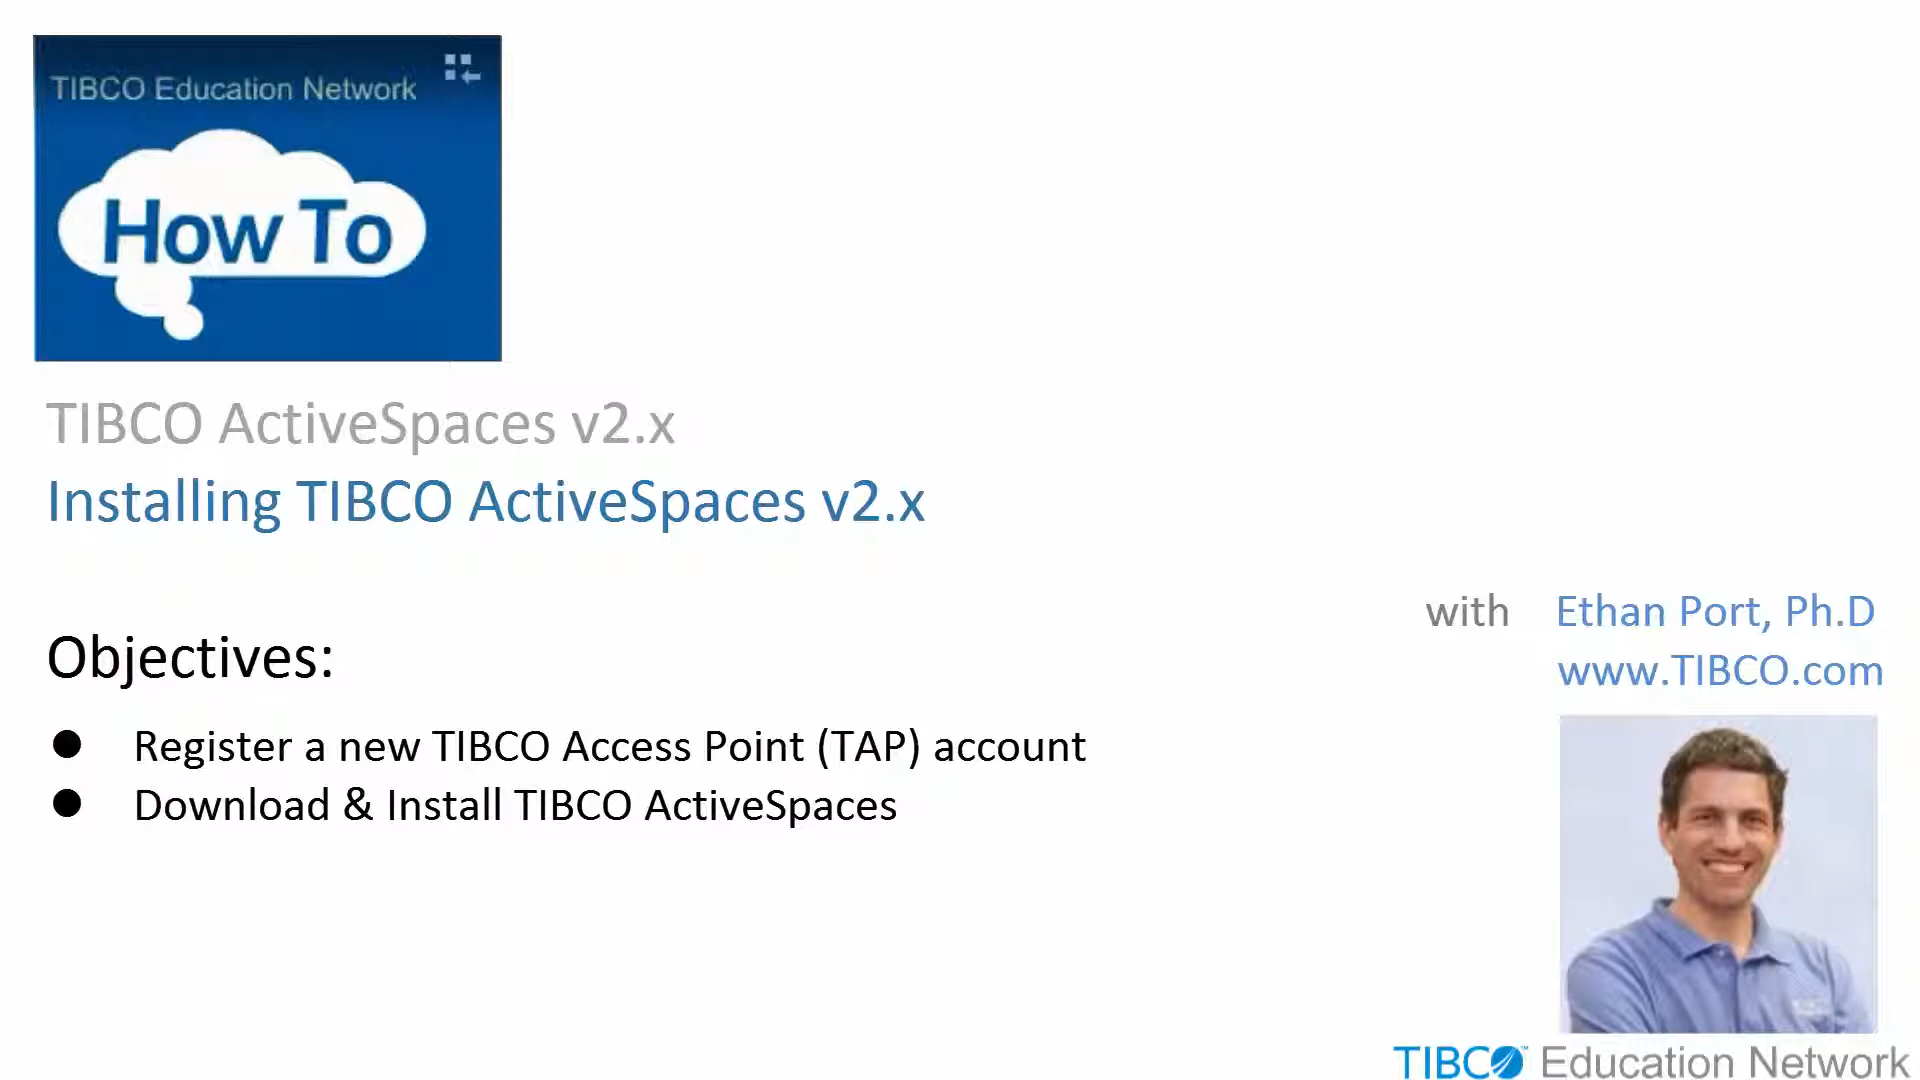 TIBCO Education Network
How To
TIBCO ActiveSpaces v2.x
Installing TIBCO ActiveSpaces v2.x
with Ethan Port, Ph.D
www.TIBCO.com
Objectives:
● Register a new TIBCO Access Point (TAP) account
● Download & Install TIBCO ActiveSpaces
TIBCO™ Education Network